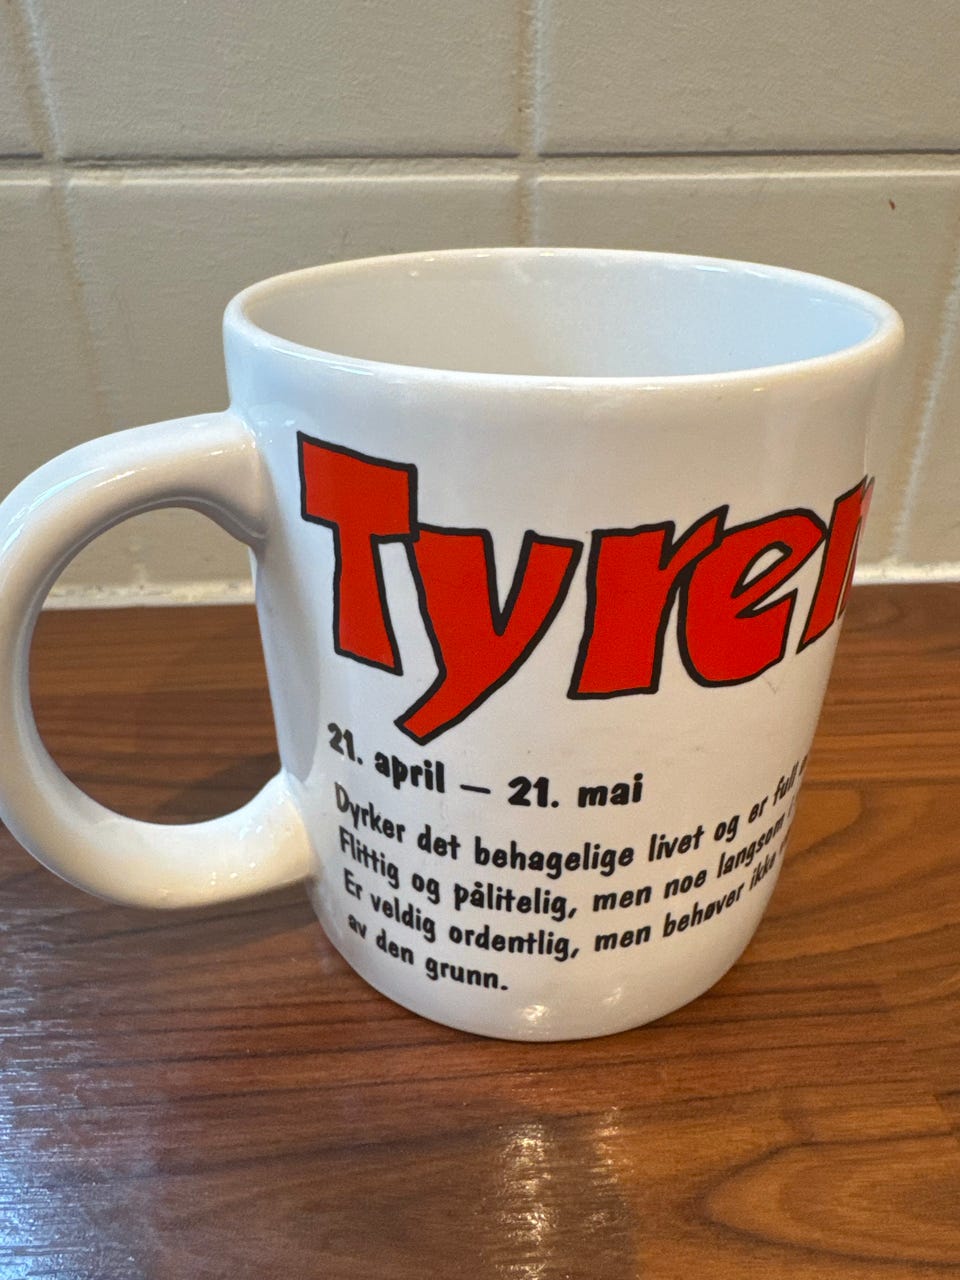 Tyren
21. april – 21. mai
Dyrker det behagelige livet og er full
Flittig og pålitelig, men noe langsom
Er veldig ordentlig, men behøver ikke
av den grunn.